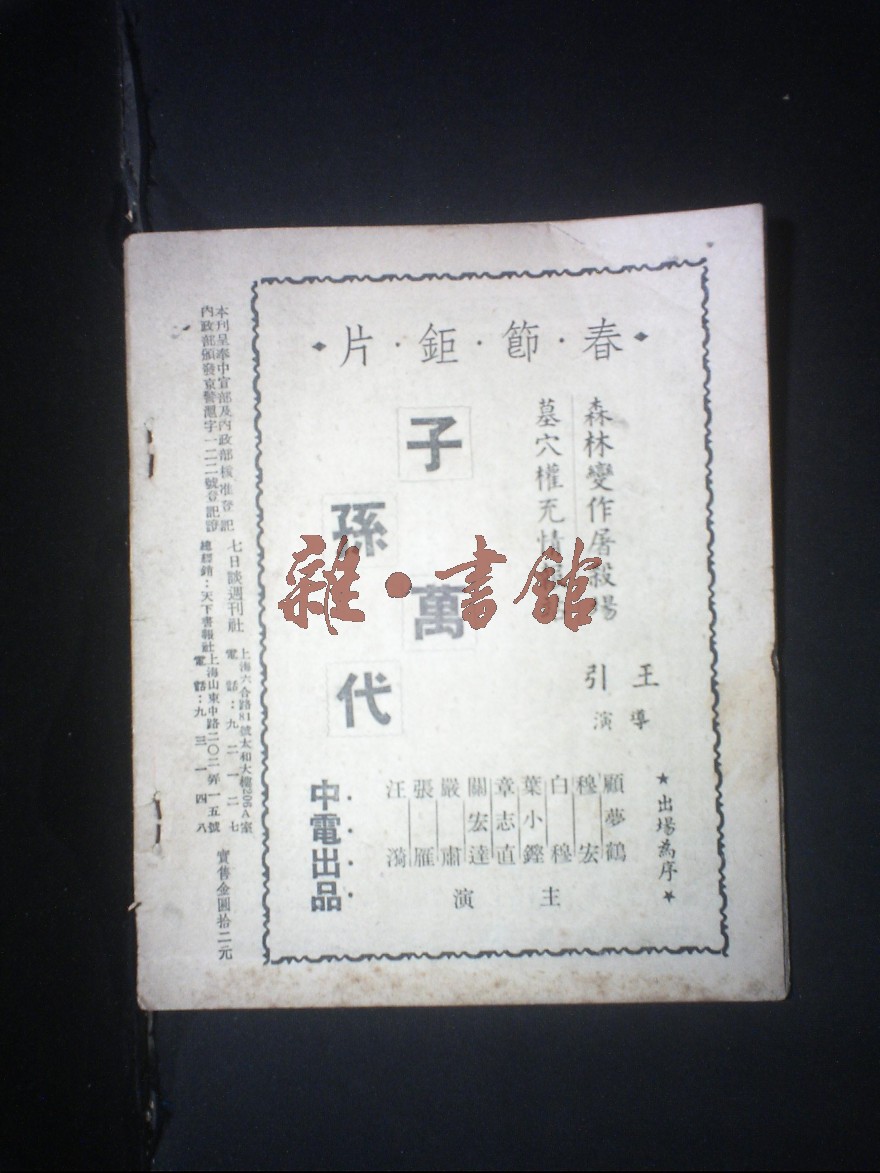 春·節·鉅·片
森林變作屠殺場
墓穴權充情
子孫萬代
王引
導演
★出場為序★
顧夢鶴
穆宏
白穆
葉小鏗
章志直
關宏達
嚴肅
張雁
汪漪
主演
中電出品
本刊呈奉中宣部及內政部核准登記
內政部頒發京警滬字一二二號登記證
七日談週刊社
上海六合路81號太和大樓206A室
電話：九二一二七
總經銷：天下書報社
上海山東中路二〇二弄一五號
電話：九三一四八
實售金圓拾二元
雜·書館